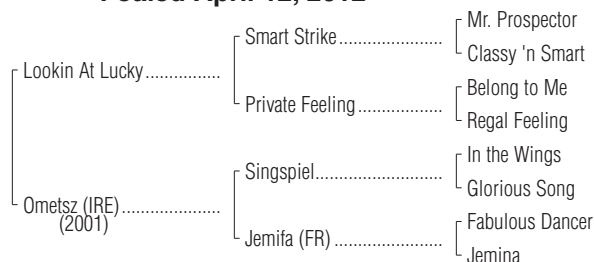 Foaled April 12, 2012
Mr. Prospector
Smart Strike
Classy 'n Smart
Lookin At Lucky
Belong to Me
Private Feeling
Regal Feeling
In the Wings
Singspiel
Glorious Song
Ometsz (IRE)
(2001)
Fabulous Dancer
Jemifa (FR)
Jemina